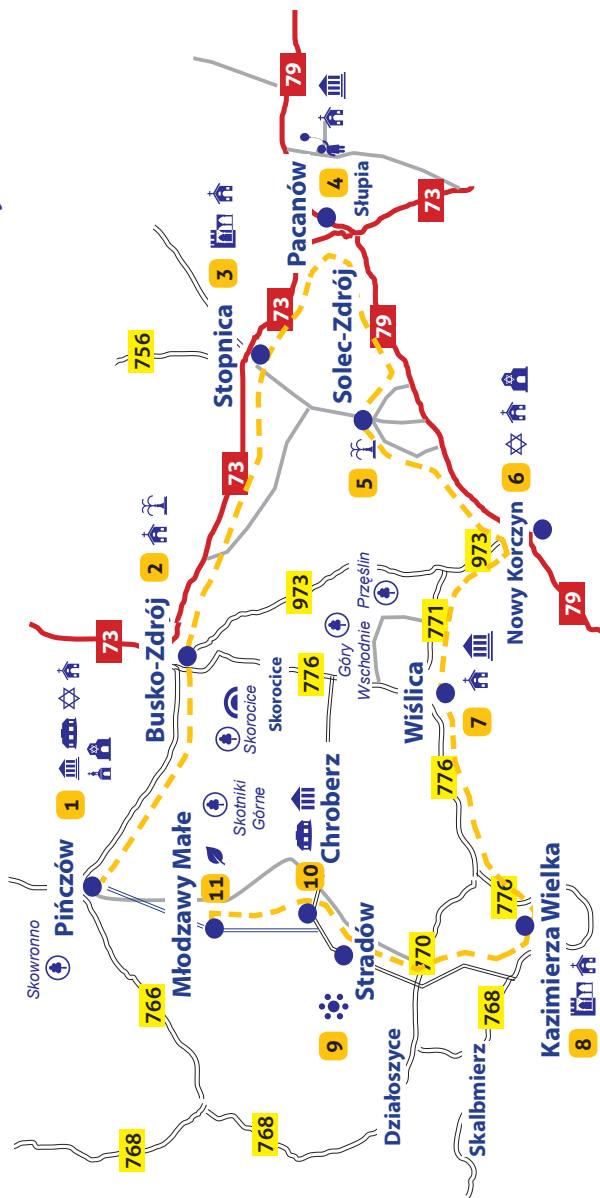 Skowronno
Pińczów
1
Busko-Zdrój
2
73
73
Stopnica
3
756
73
Pacanów
4
Słupia
79
73
79
Solec-Zdrój
5
Nowy Korczyn
6
79
973
973
771
Góry
Wschodnie
Przęślin
776
Skorocice
Skorocice
Skotniki
Górne
Wiślica
7
776
Młodzawy Małe
11
Chroberz
10
Stradów
9
770
776
Kazimierza Wielka
8
768
Działoszyce
Skalbmierz
766
768
768